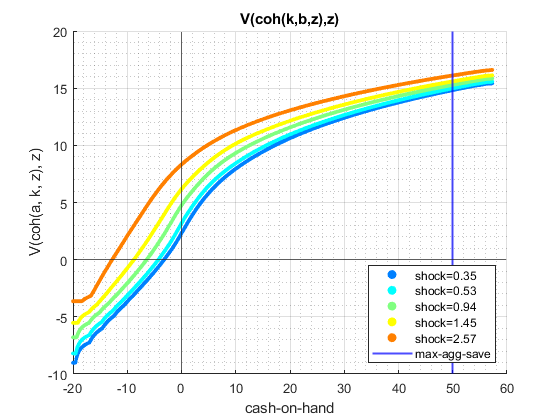 V(coh(k,b,z),z)
20
15
10
5
0
-5
-10
V(coh(a, k, z), z)
-20
-10
0
10
20
30
40
50
60
cash-on-hand
shock=0.35
shock=0.53
shock=0.94
shock=1.45
shock=2.57
max-agg-save